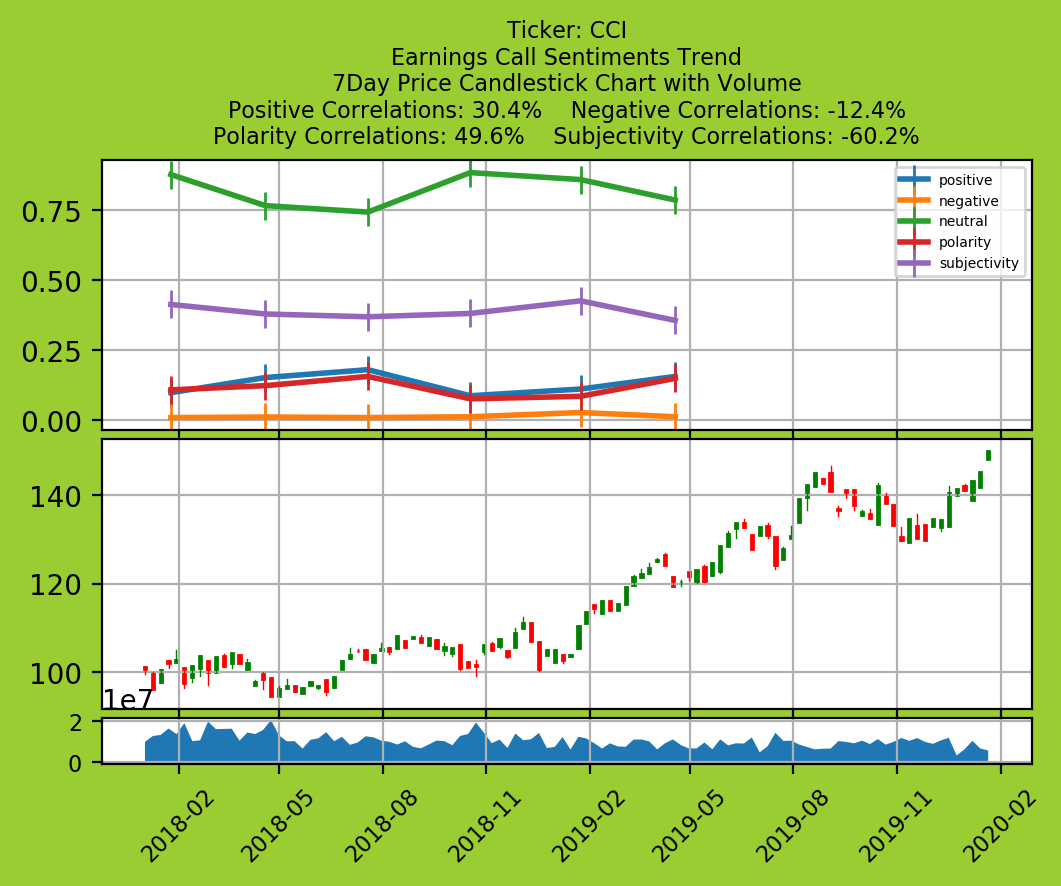 Ticker: CCI
Earnings Call Sentiments Trend
7Day Price Candlestick Chart with Volume
Positive Correlations: 30.4%    Negative Correlations: -12.4%
Polarity Correlations: 49.6%    Subjectivity Correlations: -60.2%
positive
negative
neutral
polarity
subjectivity
0.75
0.50
0.25
0.00
140
120
100
1e7
2
0
2018-02
2018-05
2018-08
2018-11
2019-02
2019-05
2019-08
2019-11
2020-02